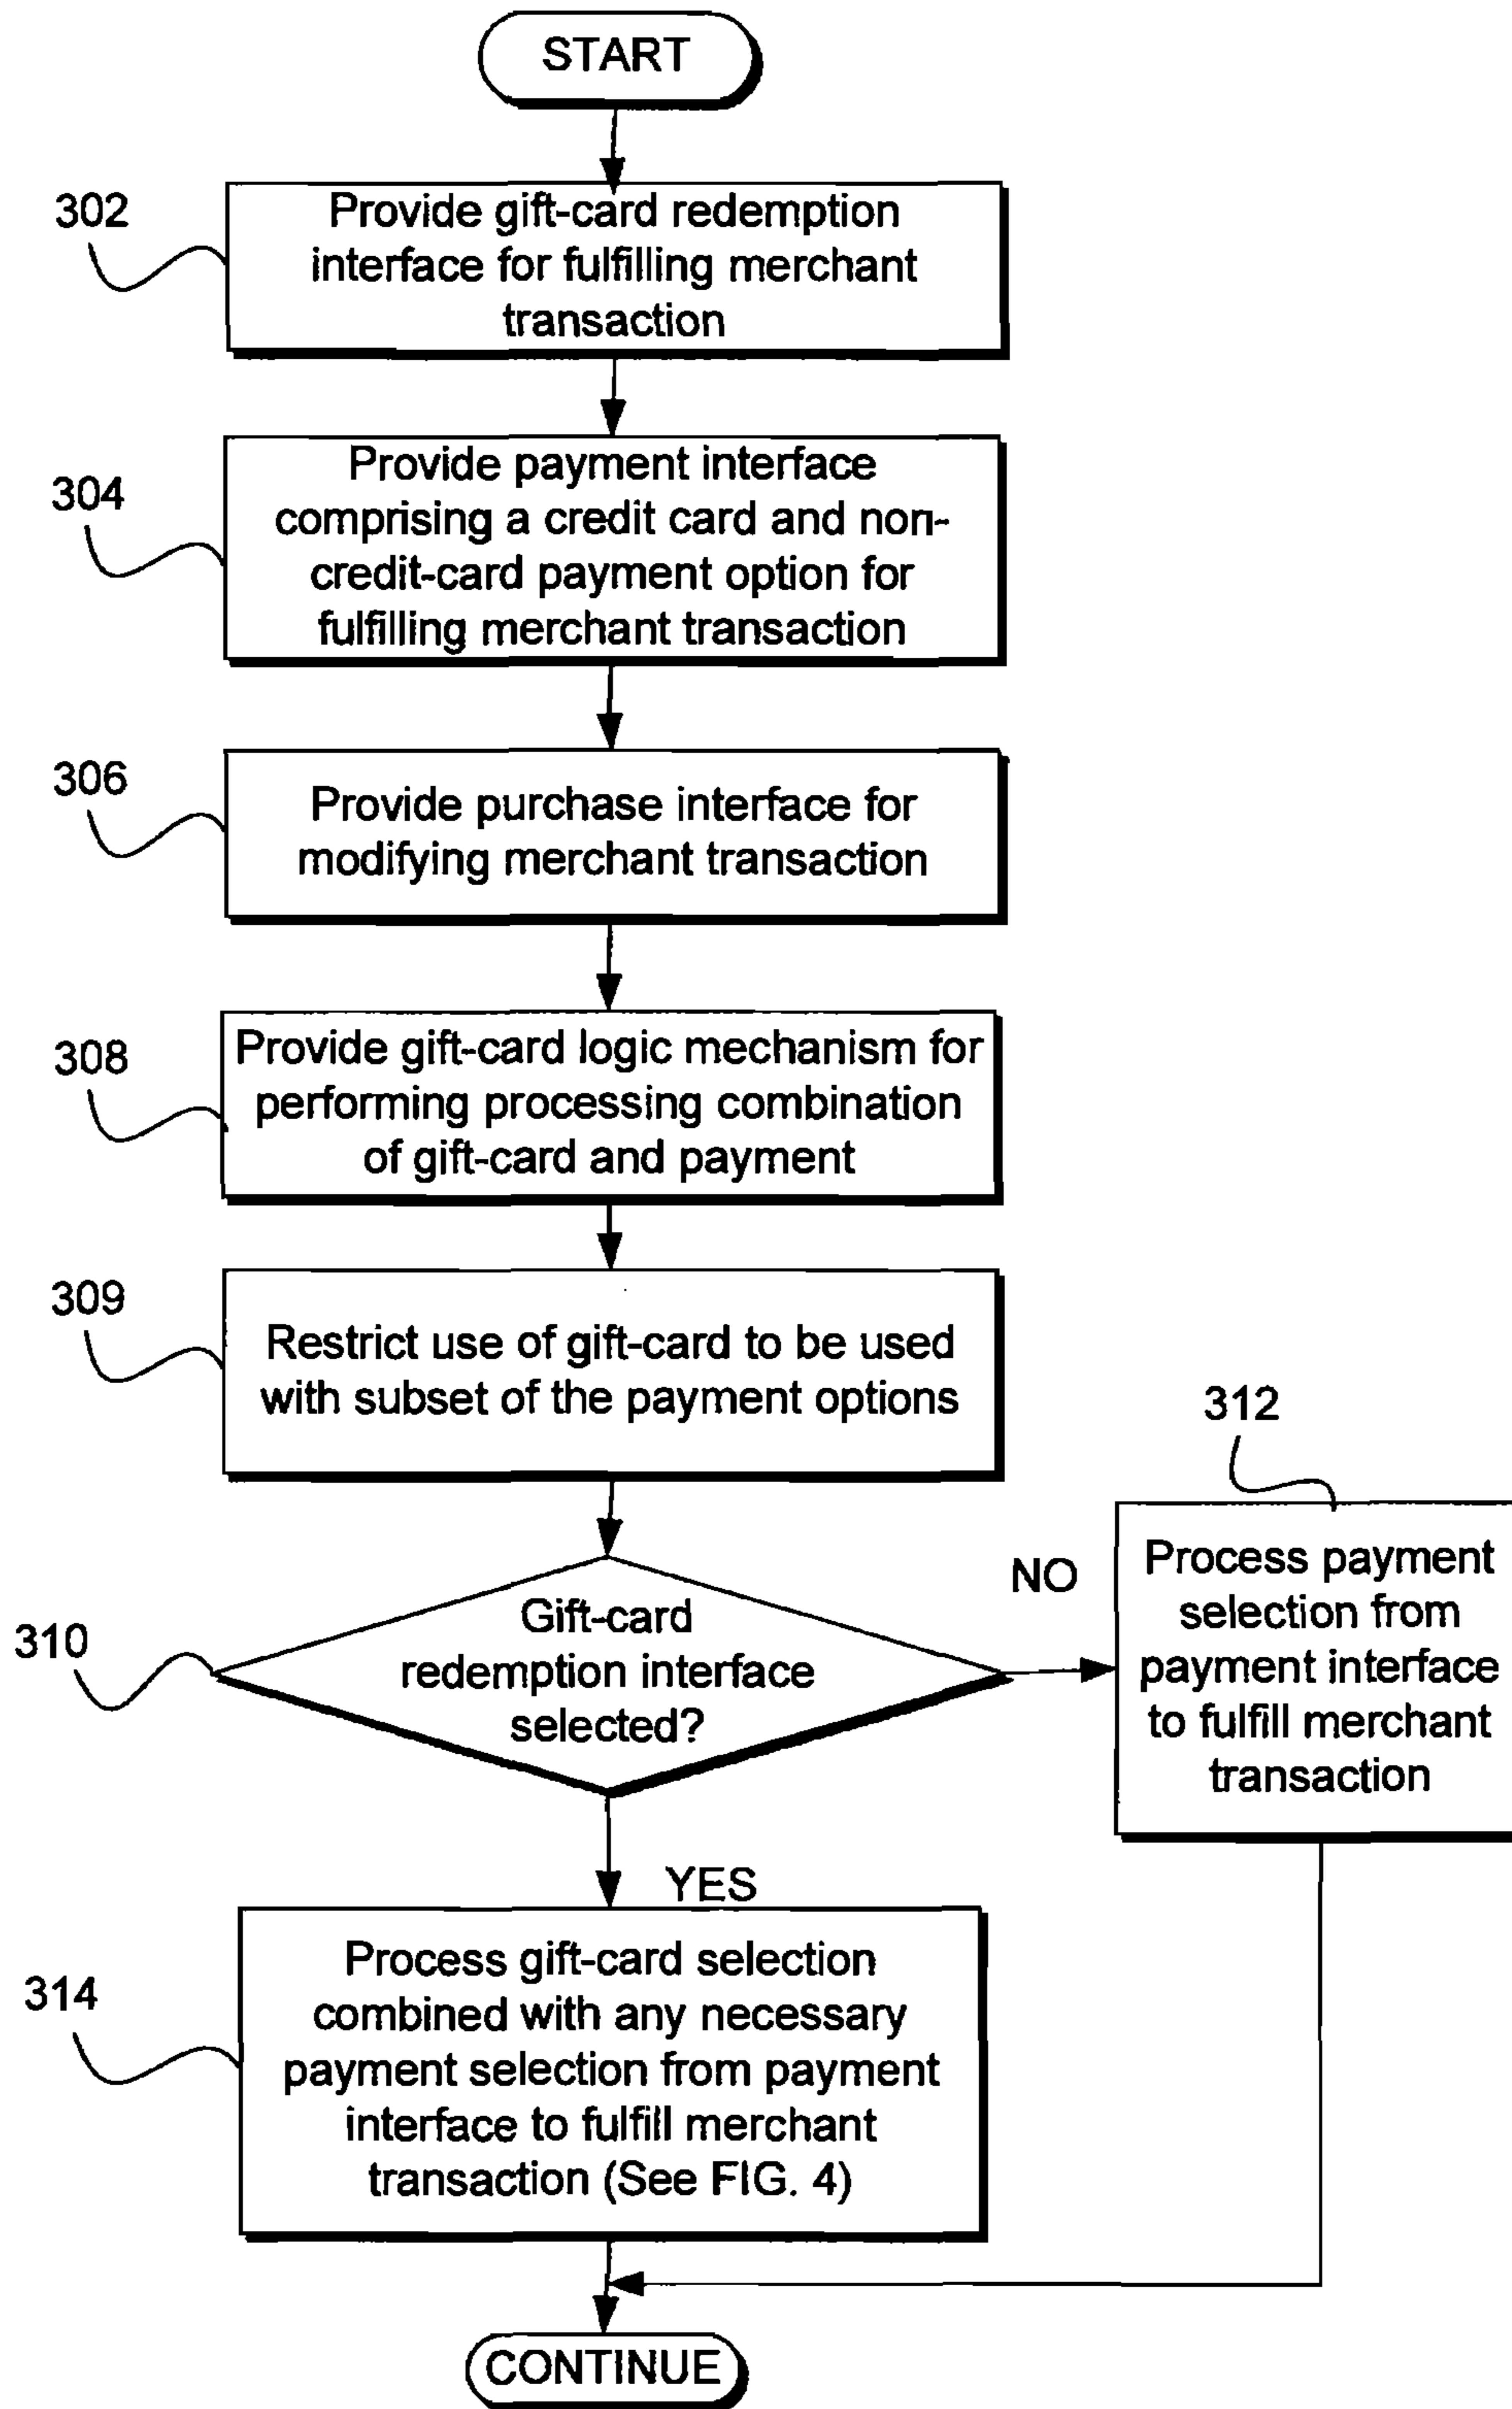 START
302
Provide gift-card redemption
interface for fulfilling merchant
transaction
304
Provide payment interface
comprising a credit card and non-
credit-card payment option for
fulfilling merchant transaction
306
Provide purchase interface for
modifying merchant transaction
308
Provide gift-card logic mechanism for
performing processing combination
of gift-card and payment
309
Restrict use of gift-card to be used
with subset of the payment options
310
Gift-card
redemption interface
selected?
NO
312
Process payment
selection from
payment interface
to fulfill merchant
transaction
YES
314
Process gift-card selection
combined with any necessary
payment selection from payment
interface to fulfill merchant
transaction (See FIG. 4)
CONTINUE